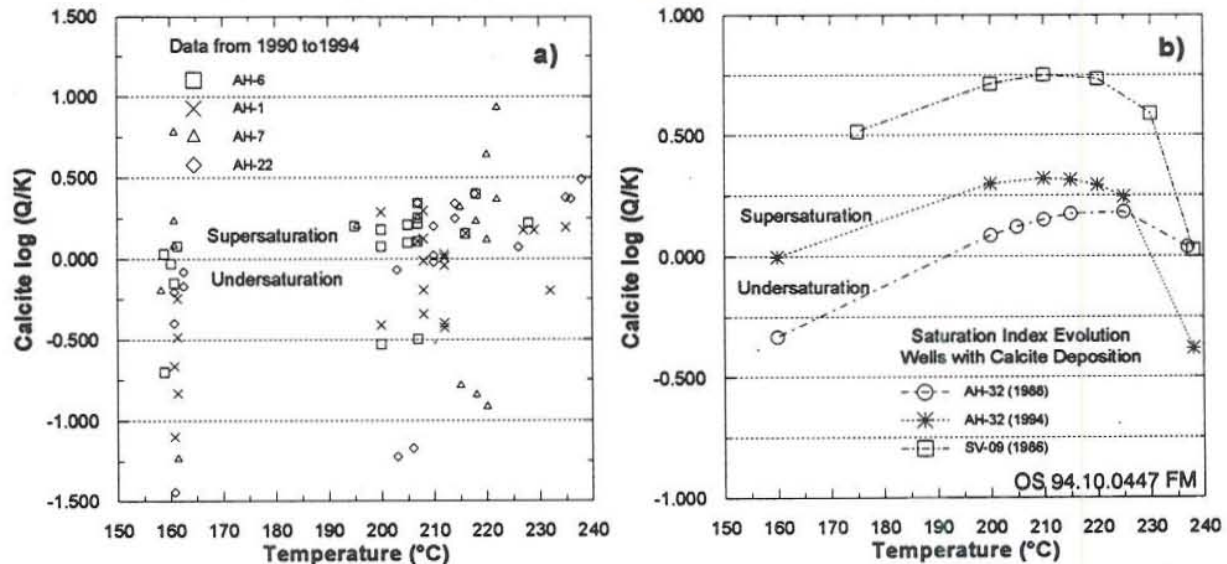 Calcite log (Q/K)
1.500
1.000
0.500
0.000
-0.500
-1.000
-1.500
Data from 1990 to1994
a)
AH-6
AH-1
AH-7
AH-22
Supersaturation
Undersaturation
150 160 170 180 190 200 210 220 230 240
Temperature (°C)
Calcite log (Q/K)
1.000
0.500
0.000
-0.500
-1.000
b)
Supersaturation
Undersaturation
Saturation Index Evolution
Wells with Calcite Deposition
AH-32 (1988)
AH-32 (1994)
SV-09 (1986)
OS 94.10.0447 FM
150 160 170 180 190 200 210 220 230 240
Temperature (°C)